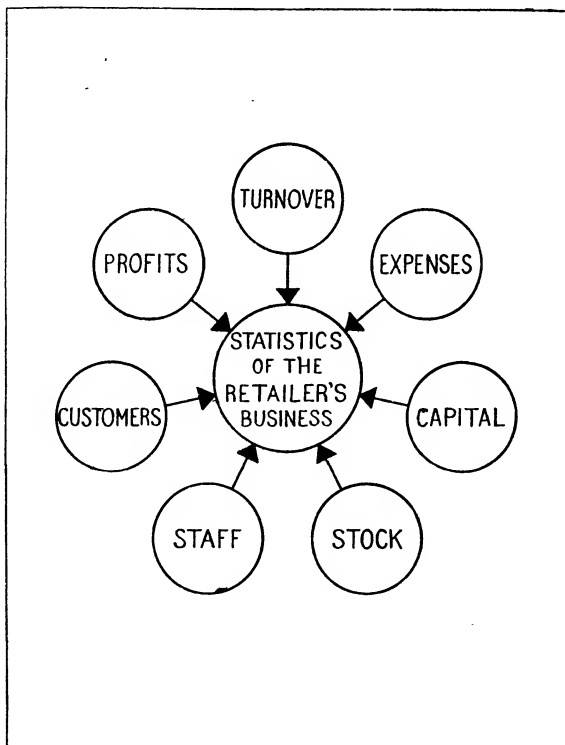 TURNOVER
PROFITS
EXPENSES
STATISTICS
OF THE
RETAILER'S
BUSINESS
CUSTOMERS
CAPITAL
STAFF
STOCK